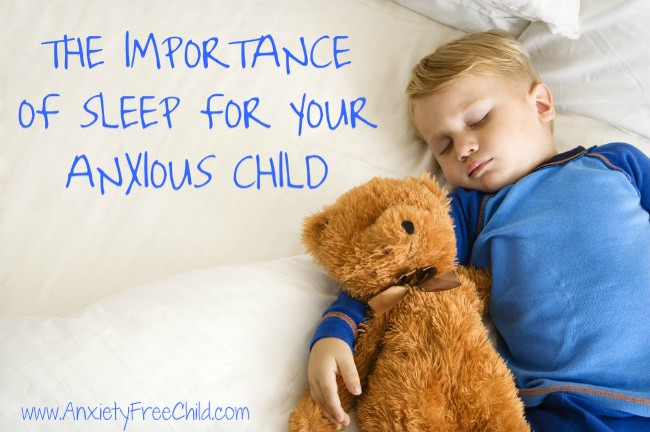 THE IMPORTANCE
OF SLEEP FOR YOUR
ANXIOUS CHILD
www.AnxietyFreeChild.com